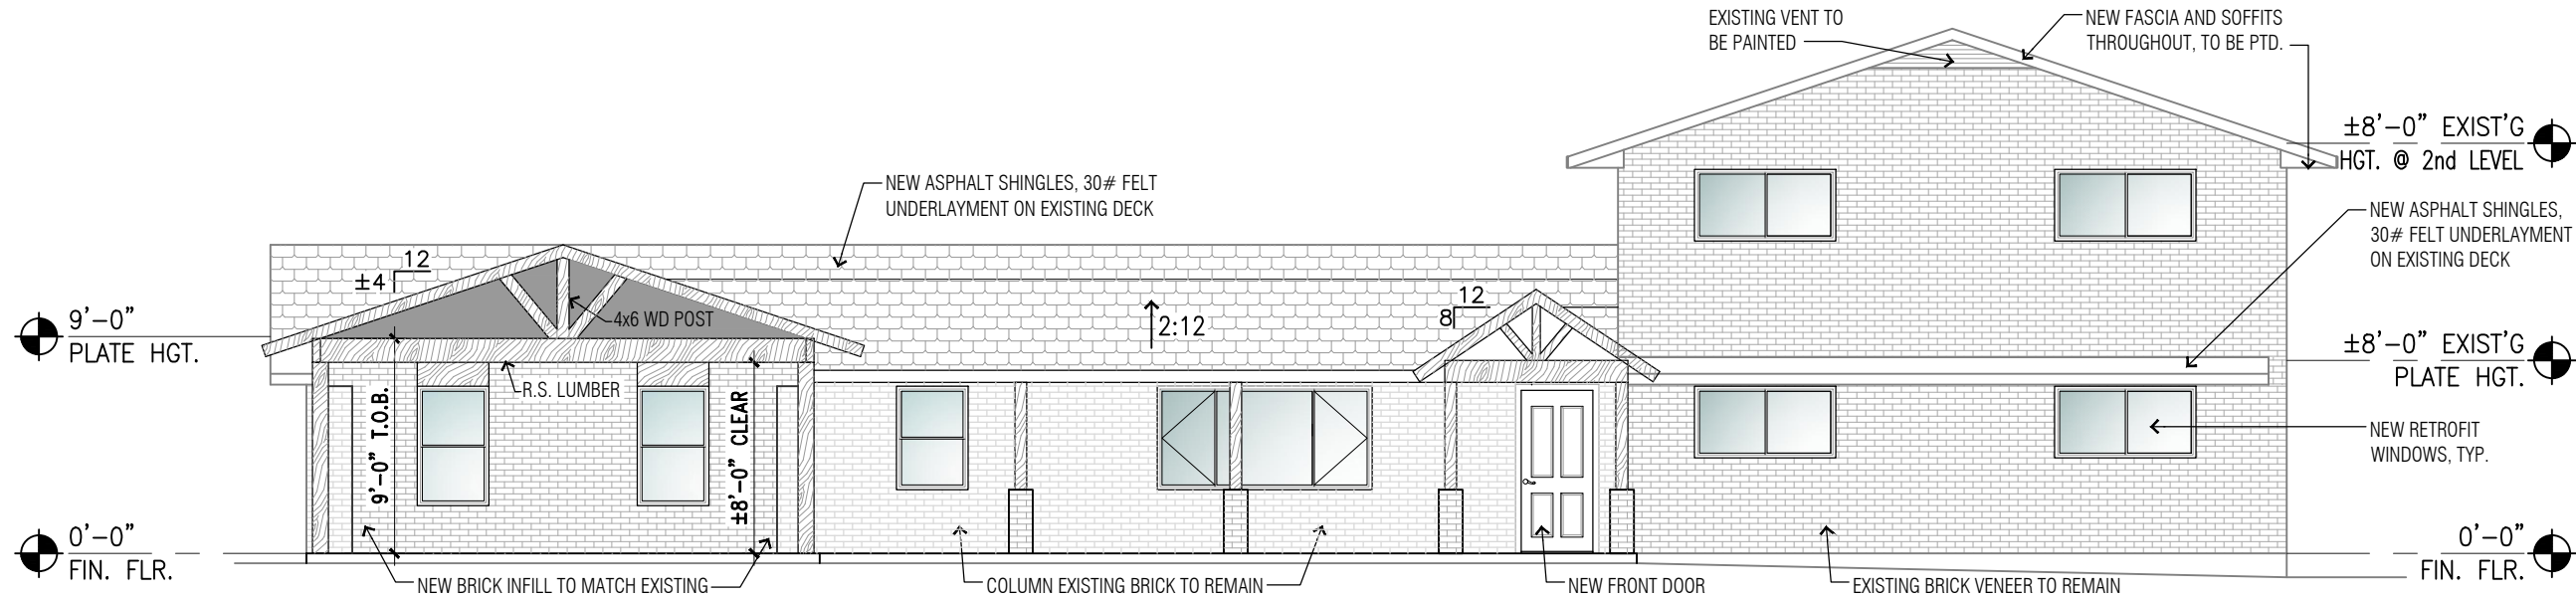 EXISTING VENT TO
BE PAINTED
NEW FASCIA AND SOFFITS
THROUGHOUT, TO BE PTD.
±8'-0" EXIST'G
HGT. @ 2nd LEVEL
NEW ASPHALT SHINGLES, 30# FELT
UNDERLAYMENT ON EXISTING DECK
NEW ASPHALT SHINGLES,
30# FELT UNDERLAYMENT
ON EXISTING DECK
12
±4
4x6 WD POST
12
8
2:12
9'-0"
PLATE HGT.
±8'-0" EXIST'G
PLATE HGT.
R.S. LUMBER
9'-0" T.O.B.
±8'-0" CLEAR
NEW RETROFIT
WINDOWS, TYP.
0'-0"
FIN. FLR.
0'-0"
FIN. FLR.
NEW BRICK INFILL TO MATCH EXISTING
COLUMN EXISTING BRICK TO REMAIN
NEW FRONT DOOR
EXISTING BRICK VENEER TO REMAIN